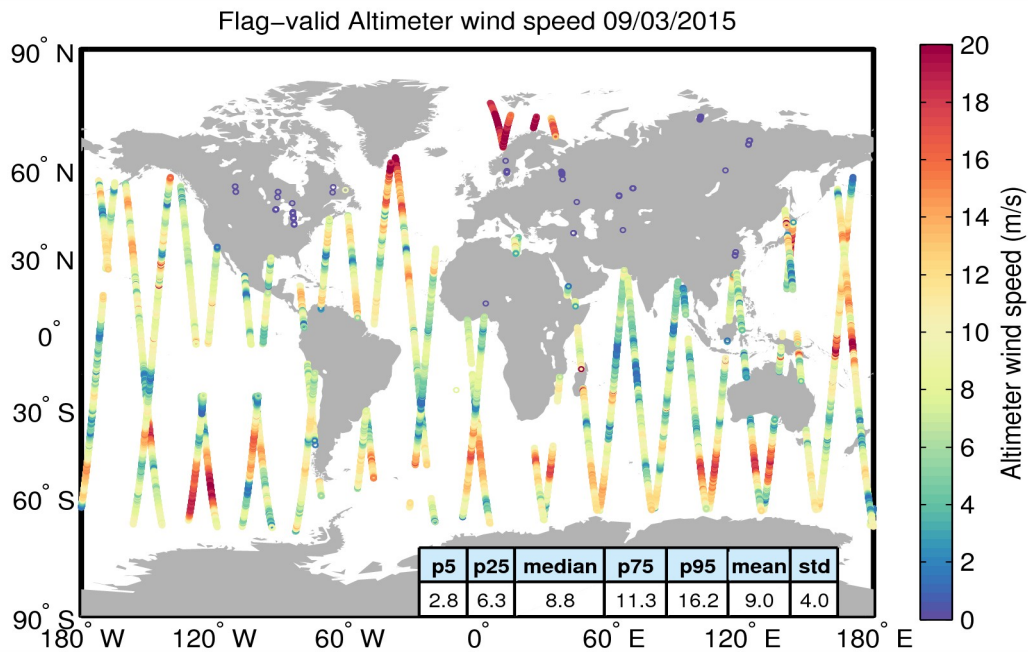 Flag−valid Altimeter wind speed 09/03/2015
90° N
60° N
30° N
0°
30° S
60° S
90° S
180° W
120° W
60° W
0°
60° E
120° E
180° E
p5 p25 median p75 p95 mean std
2.8 6.3 8.8 11.3 16.2 9.0 4.0
20
18
16
14
12
10
8
6
4
2
0
Altimeter wind speed (m/s)